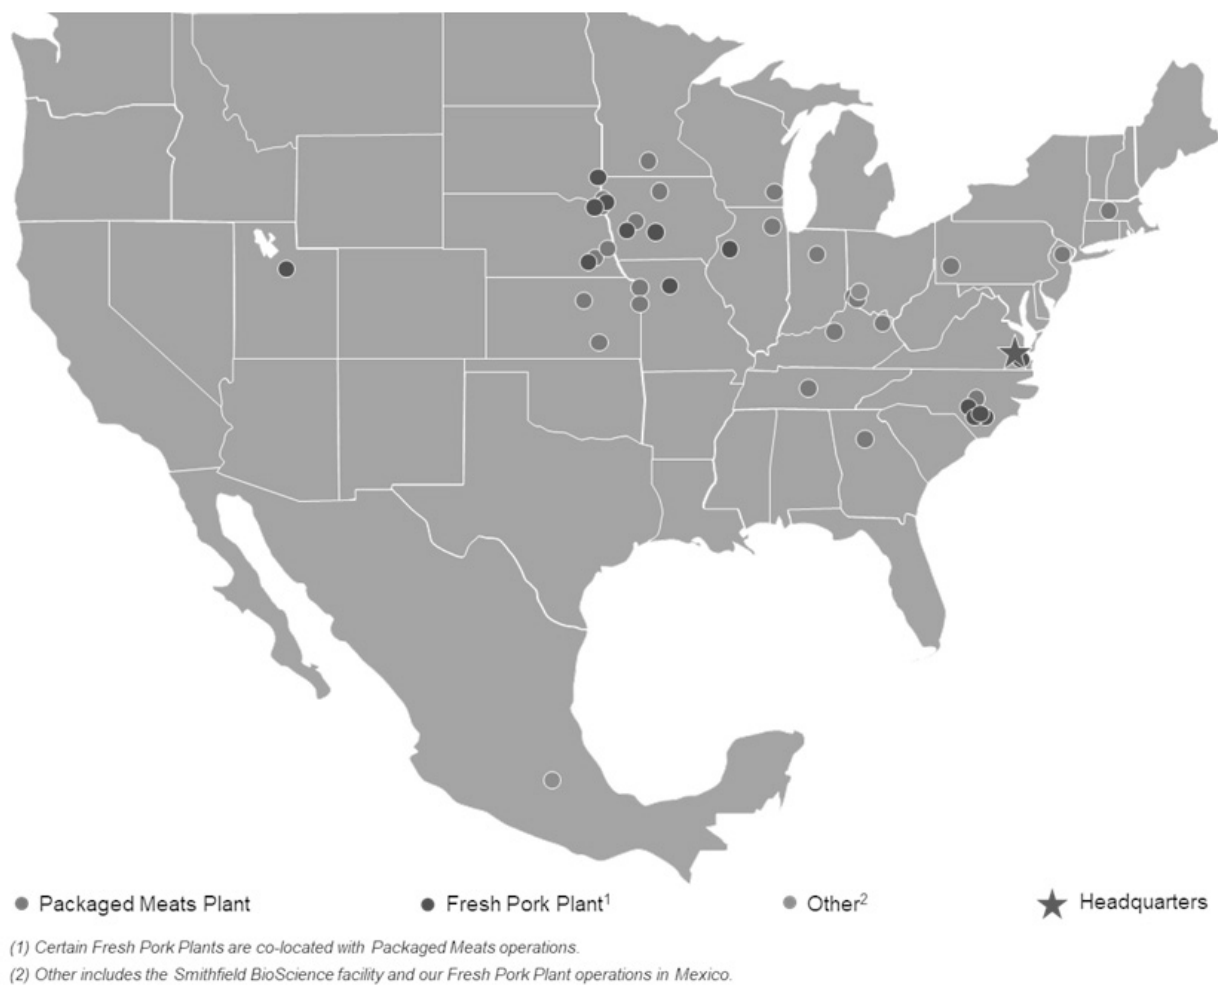 Packaged Meats Plant Fresh Pork Plant¹ Other² Headquarters
(1) Certain Fresh Pork Plants are co-located with Packaged Meats operations.
(2) Other includes the Smithfield BioScience facility and our Fresh Pork Plant operations in Mexico.